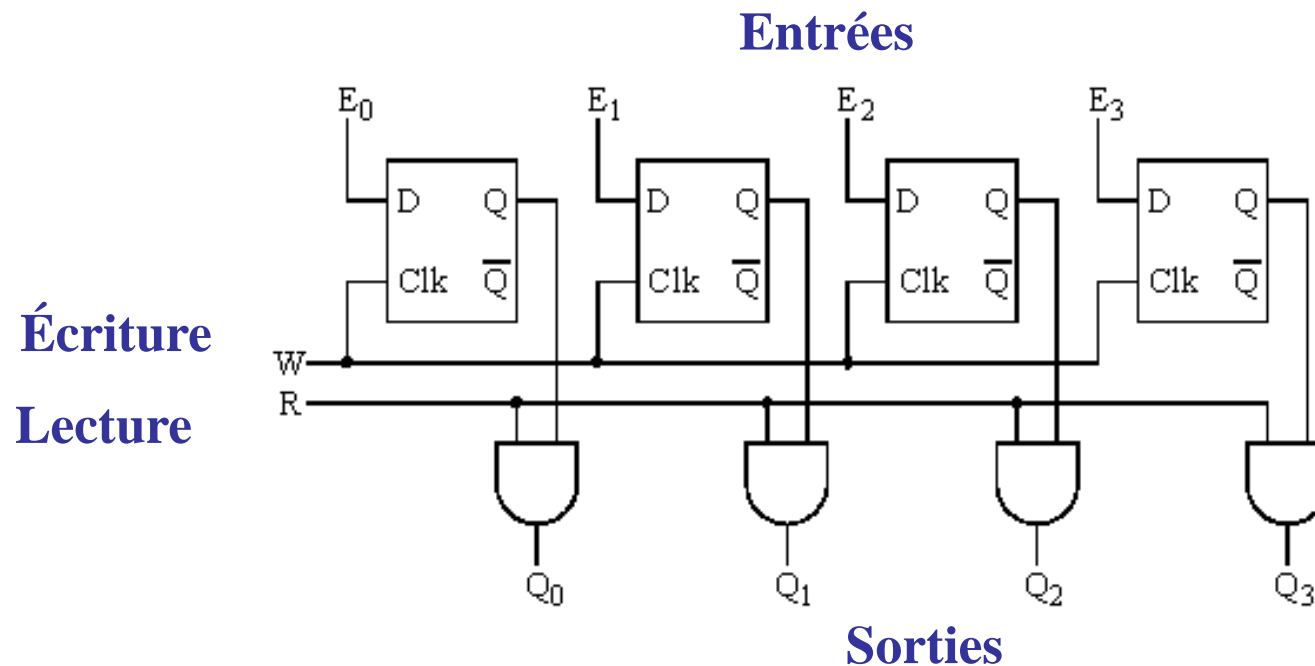 Entrées
E0 E1 E2 E3
D Q D Q D Q D Q
Clk Q̅ Clk Q̅ Clk Q̅ Clk Q̅
Écriture
W
R
Lecture
Q0 Q1 Q2 Q3
Sorties